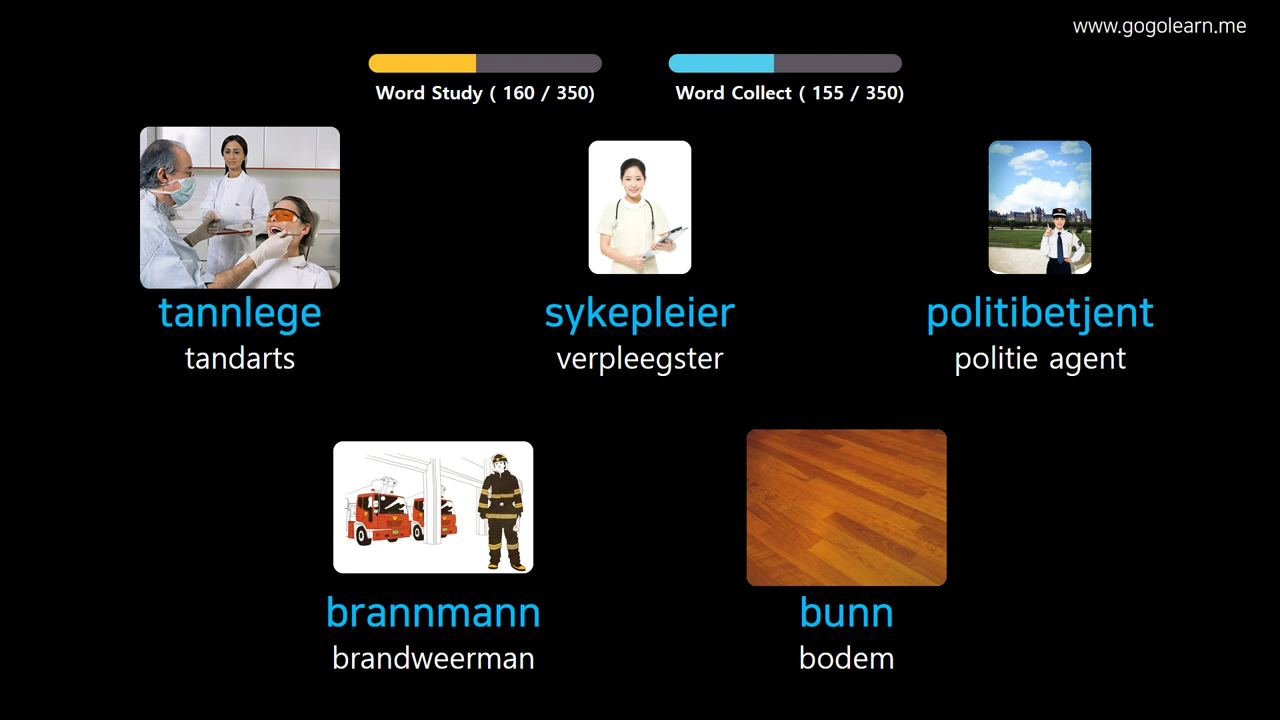 www.gogolearn.me
Word Study ( 160 / 350)
Word Collect ( 155 / 350)
tannlege
tandarts
sykepleier
verpleegster
politibetjent
politie agent
brannmann
brandweerman
bunn
bodem